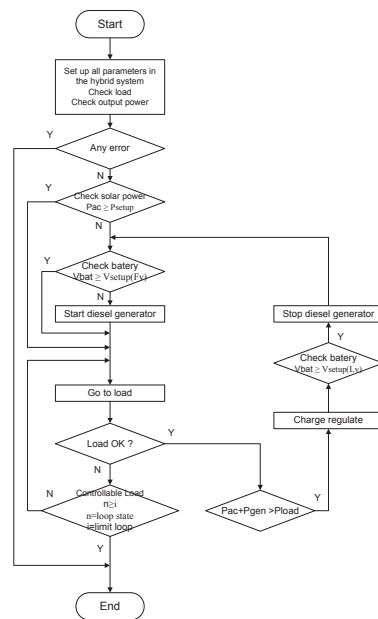 Start
Set up all parameters in
the hybrid system
Check load
Check output power
Y
Any error
N
Y
Check solar power
Pac ≥ Psetup
N
Y
Check batery
Vbat ≥ Vsetup(Fv)
N
Start diesel generator
Stop diesel generator
Y
Check batery
Vbat ≥ Vsetup(Lv)
Go to load
Charge regulate
Load OK ?
Y
N
N
Controllable Load
n≥i
n=loop state
i=limit loop
Y
Pac+Pgen >Pload
Y
End